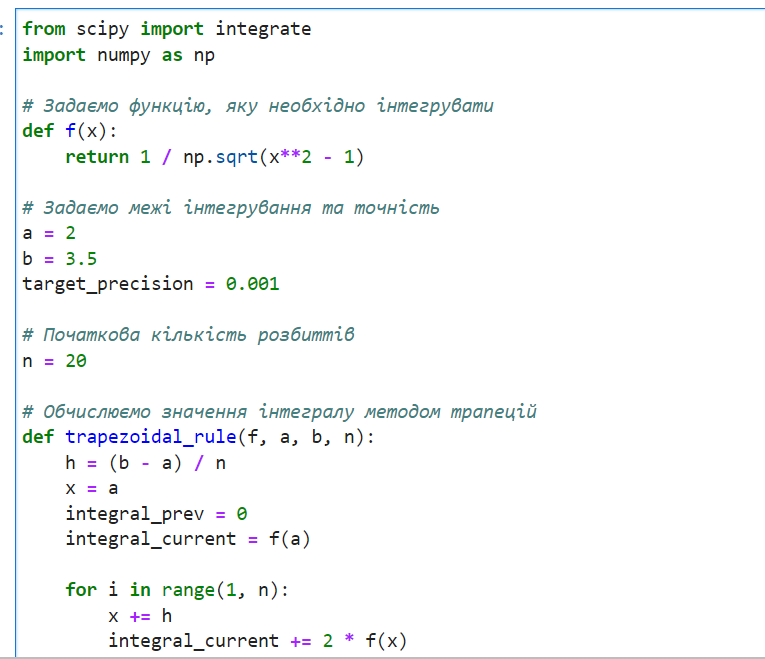 from scipy import integrate
import numpy as np
# Задаємо функцію, яку необхідно інтегрувати
def f(x):
    return 1 / np.sqrt(x**2 - 1)
# Задаємо межі інтегрування та точність
a = 2
b = 3.5
target_precision = 0.001
# Початкова кількість розбиттів
n = 20
# Обчислюємо значення інтегралу методом трапецій
def trapezoidal_rule(f, a, b, n):
    h = (b - a) / n
    x = a
    integral_prev = 0
    integral_current = f(a)
    for i in range(1, n):
        x += h
        integral_current += 2 * f(x)